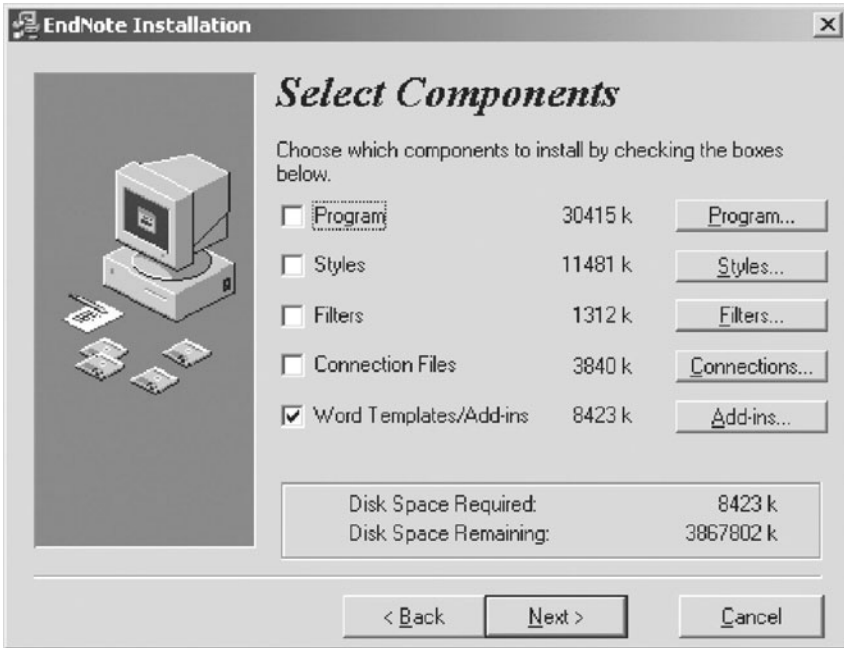 EndNote Installation
Select Components
Choose which components to install by checking the boxes
below.
Program 30415 k Program...
Styles 11481 k Styles...
Filters 1312 k Filters...
Connection Files 3840 k Connections...
Word Templates/Add-ins 8423 k Add-ins...
Disk Space Required: 8423 k
Disk Space Remaining: 3867802 k
< Back Next > Cancel